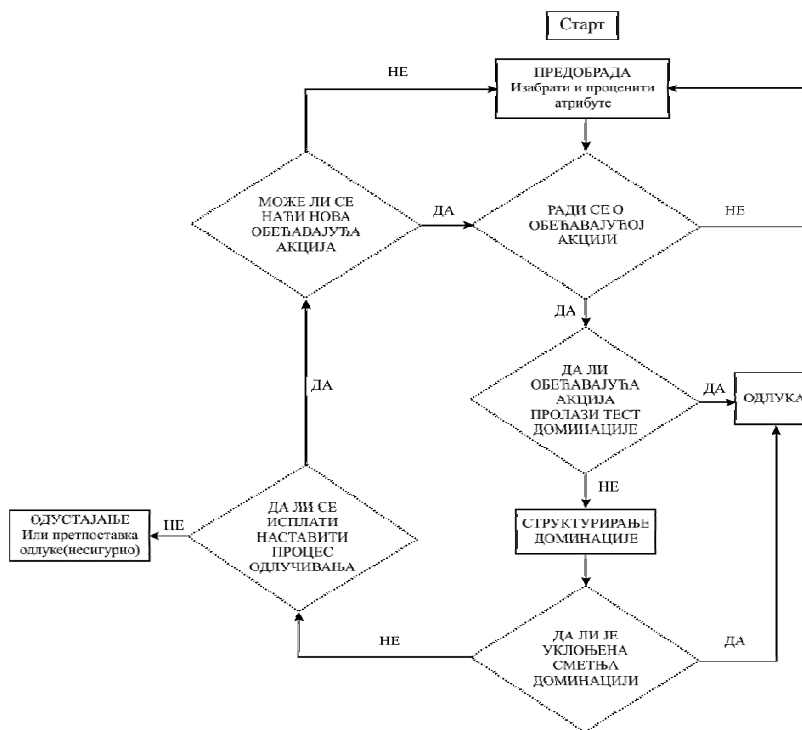 Старт
НЕ
ПРЕДОБРАДА
Изабрати и проценити
атрибуте
МОЖЕ ЛИ СЕ
НАЋИ НОВА
ОБЕЋАВАЈУЋА
АКЦИЈА
ДА
РАДИ СЕ О
ОБЕЋАВАЈУЋОЈ
АКЦИЈИ
НЕ
ДА
ДА ЛИ
ОБЕЋАВАЈУЋА
АКЦИЈА
ПРОЛАЗИ ТЕСТ
ДОМИНАЦИЈЕ
ДА
ОДЛУКА
ДА
НЕ
СТРУКТУРИРАЊЕ
ДОМИНАЦИЈЕ
ДА ЛИ СЕ
ИСПЛАТИ
НАСТАВИТИ
ПРОЦЕС
ОДЛУЧИВАЊА
НЕ
ОДУСТАЈАЊЕ
Или претпоставка
одлуке(несигурно)
НЕ
ДА ЛИ ЈЕ
УКЛОЊЕНА
СМЕТЊА
ДОМИНАЦИЈИ
ДА